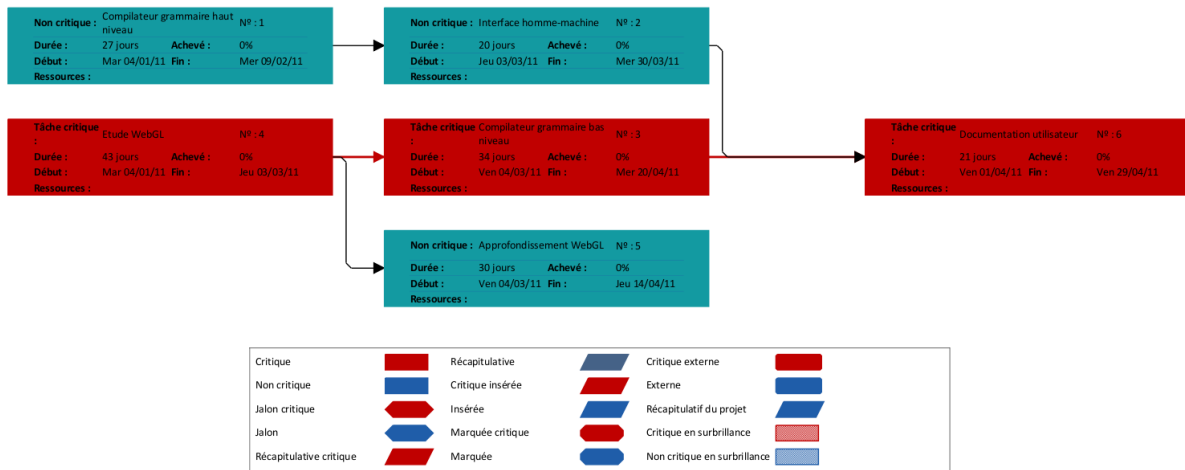 Non critique : Compilateur grammaire haut niveau Nº : 1
Durée : 27 jours Achevé : 0%
Début : Mar 04/01/11 Fin : Mer 09/02/11
Ressources :
Non critique : Interface homme-machine Nº : 2
Durée : 20 jours Achevé : 0%
Début : Jeu 03/03/11 Fin : Mer 30/03/11
Ressources :
Tâche critique : Etude WebGL Nº : 4
Durée : 43 jours Achevé : 0%
Début : Mar 04/01/11 Fin : Jeu 03/03/11
Ressources :
Tâche critique : Compilateur grammaire bas niveau Nº : 3
Durée : 34 jours Achevé : 0%
Début : Ven 04/03/11 Fin : Mer 20/04/11
Ressources :
Tâche critique : Documentation utilisateur Nº : 6
Durée : 21 jours Achevé : 0%
Début : Ven 01/04/11 Fin : Ven 29/04/11
Ressources :
Non critique : Approfondissement WebGL Nº : 5
Durée : 30 jours Achevé : 0%
Début : Ven 04/03/11 Fin : Jeu 14/04/11
Ressources :
Critique Récapitulative Critique externe
Non critique Critique insérée Externe
Jalon critique Insérée Récapitulatif du projet
Jalon Marquée critique Critique en surbrillance
Récapitulative critique Marquée Non critique en surbrillance